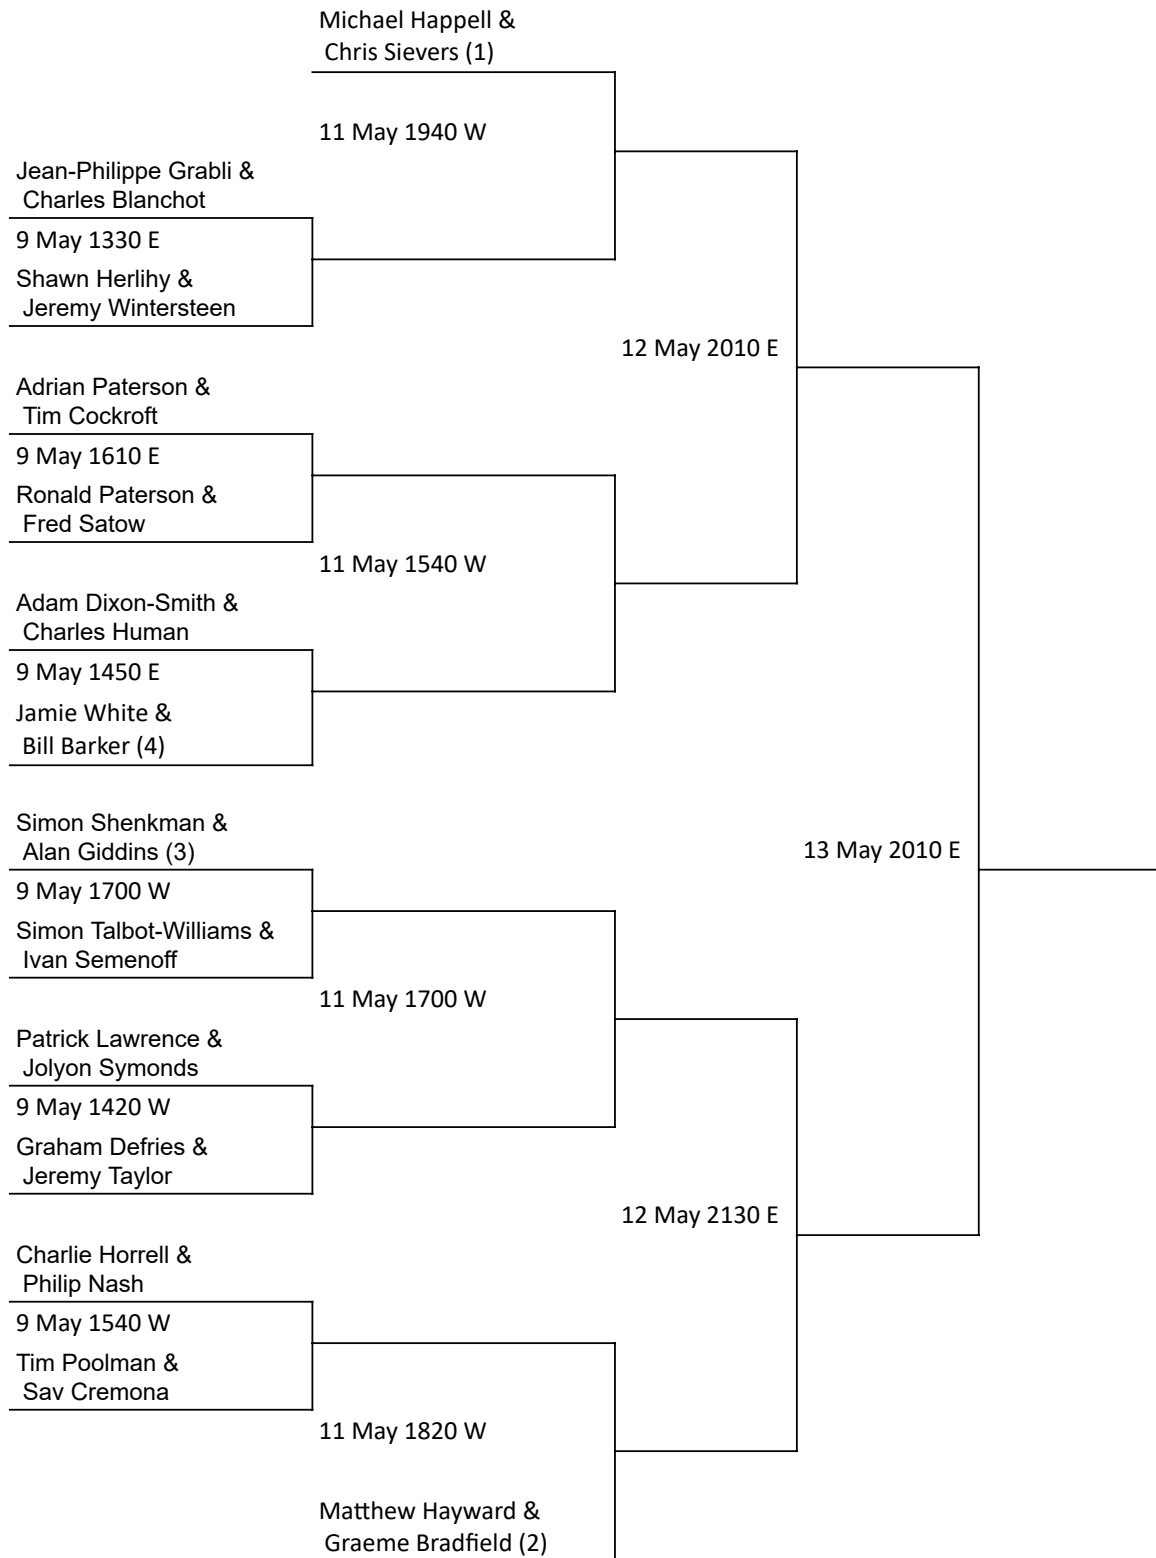 Michael Happell &
Chris Sievers (1)
11 May 1940 W
Jean-Philippe Grabli &
Charles Blanchot
9 May 1330 E
Shawn Herlihy &
Jeremy Wintersteen
12 May 2010 E
Adrian Paterson &
Tim Cockroft
9 May 1610 E
Ronald Paterson &
Fred Satow
11 May 1540 W
Adam Dixon-Smith &
Charles Human
9 May 1450 E
Jamie White &
Bill Barker (4)
Simon Shenkman &
Alan Giddins (3)
13 May 2010 E
9 May 1700 W
Simon Talbot-Williams &
Ivan Semenoff
11 May 1700 W
Patrick Lawrence &
Jolyon Symonds
9 May 1420 W
Graham Defries &
Jeremy Taylor
12 May 2130 E
Charlie Horrell &
Philip Nash
9 May 1540 W
Tim Poolman &
Sav Cremona
11 May 1820 W
Matthew Hayward &
Graeme Bradfield (2)